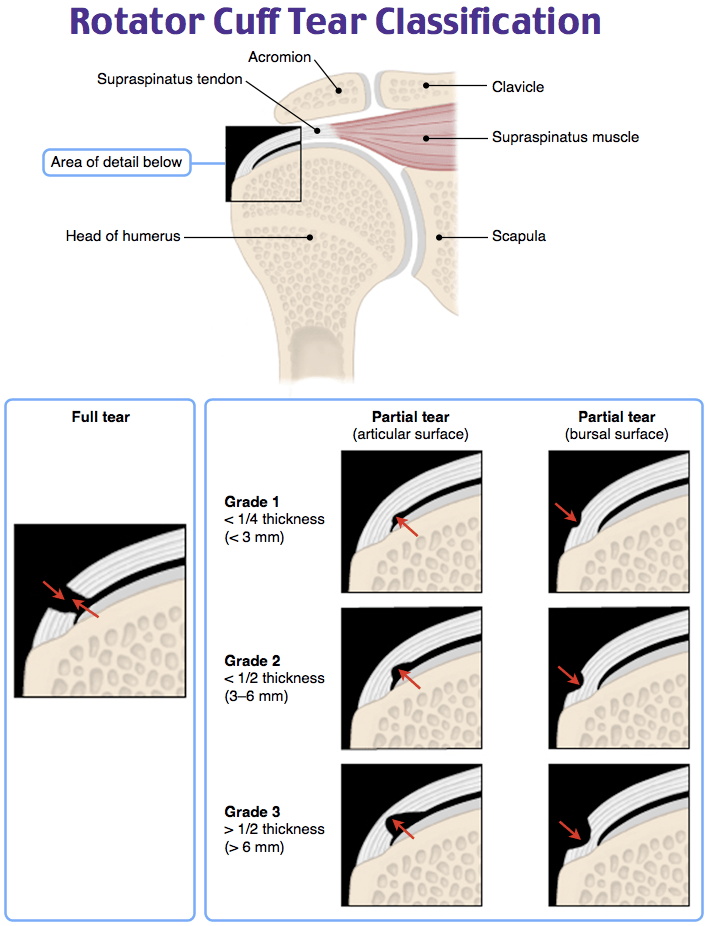 Rotator Cuff Tear Classification
Acromion
Supraspinatus tendon
Clavicle
Supraspinatus muscle
Area of detail below
Head of humerus
Scapula
Full tear
Partial tear
(articular surface)
Partial tear
(bursal surface)
Grade 1
< 1/4 thickness
(< 3 mm)
Grade 2
< 1/2 thickness
(3–6 mm)
Grade 3
> 1/2 thickness
(> 6 mm)